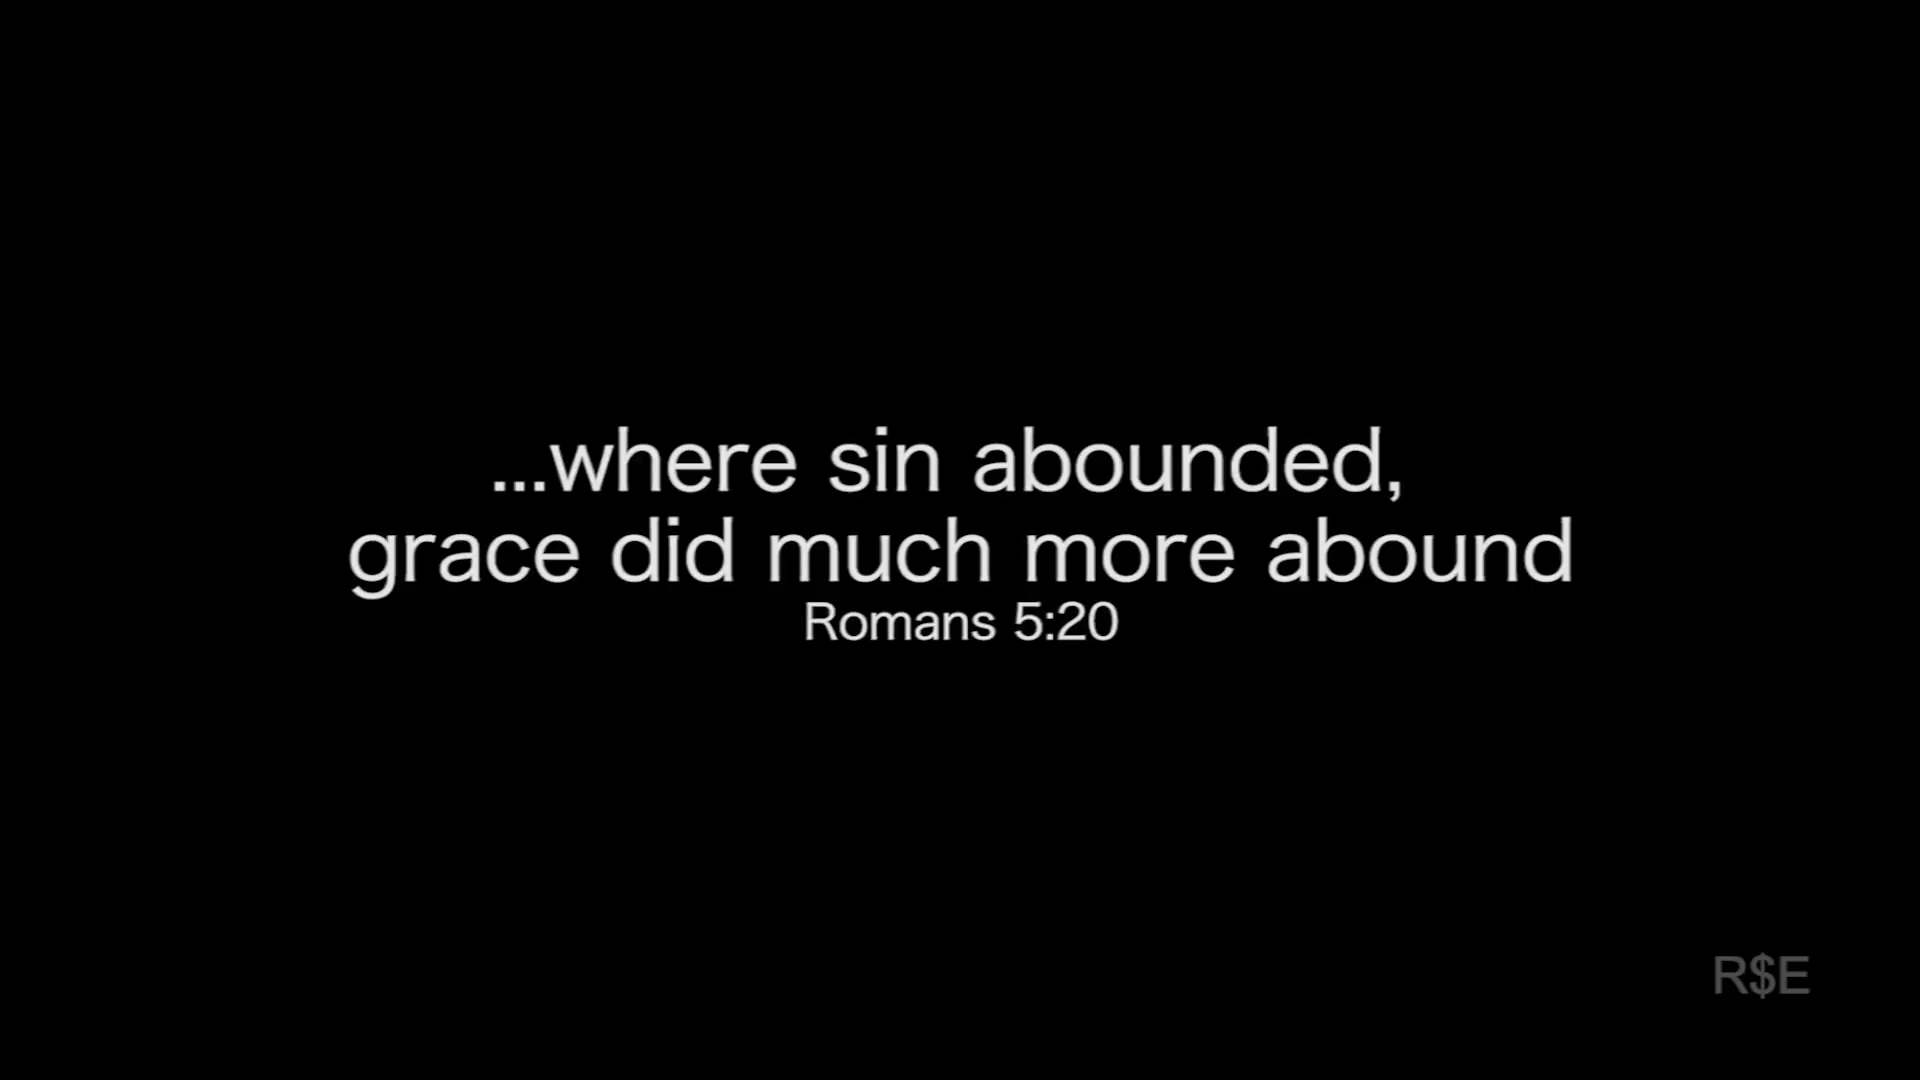 ...where sin abounded,
grace did much more abound
Romans 5:20
R$E